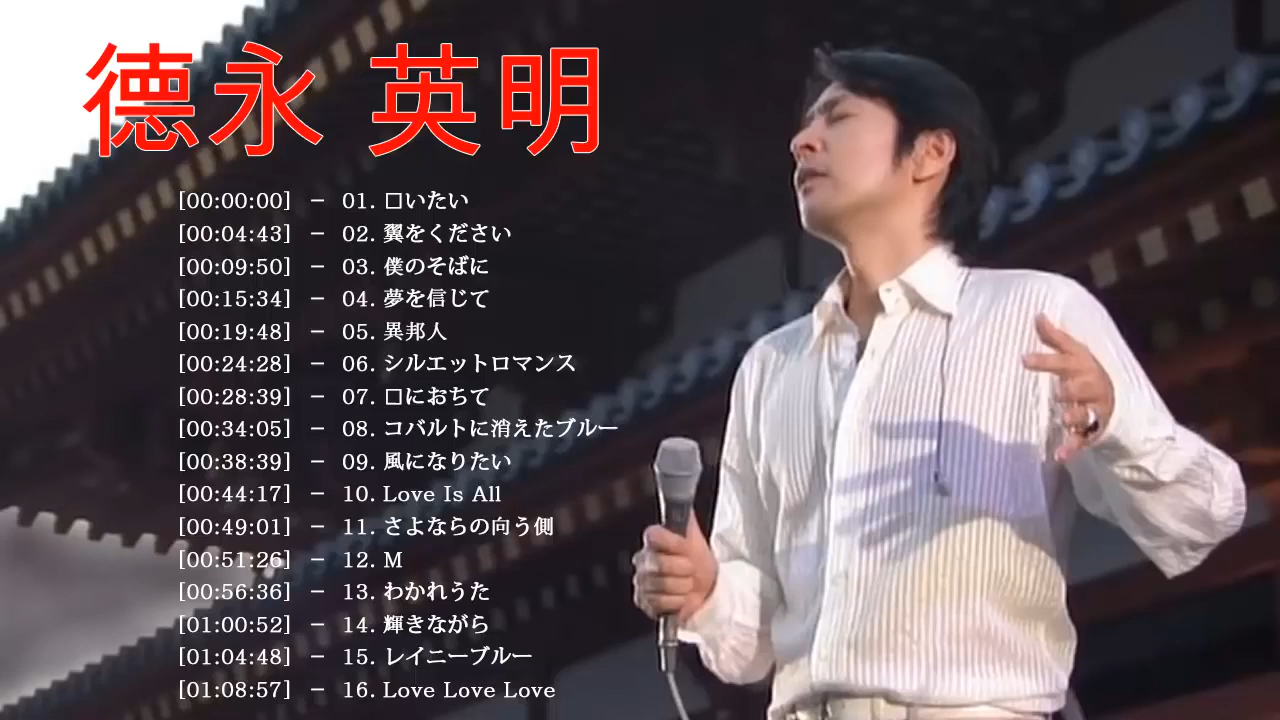 德永 英明
[00:00:00] – 01. □いたい
[00:04:43] – 02. 翼をください
[00:09:50] – 03. 僕のそばに
[00:15:34] – 04. 夢を信じて
[00:19:48] – 05. 異邦人
[00:24:28] – 06. シルエットロマンス
[00:28:39] – 07. □におちて
[00:34:05] – 08. コバルトに消えたブルー
[00:38:39] – 09. 風になりたい
[00:44:17] – 10. Love Is All
[00:49:01] – 11. さよならの向う側
[00:51:26] – 12. M
[00:56:36] – 13. わかれうた
[01:00:52] – 14. 輝きながら
[01:04:48] – 15. レイニーブルー
[01:08:57] – 16. Love Love Love